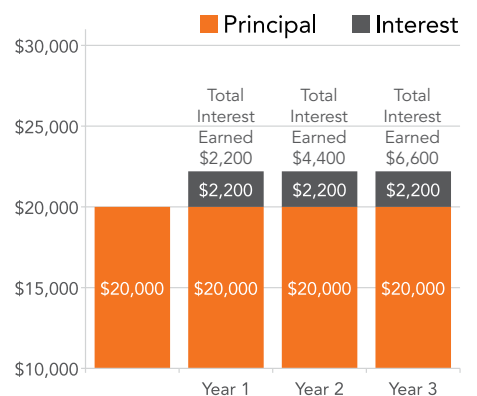 Principal Interest
$30,000
Total Total Total
Interest Interest Interest
$25,000
Earned Earned Earned
$2,200 $4,400 $6,600
$2,200 $2,200 $2,200
$20,000
$15,000 $20,000 $20,000 $20,000 $20,000
$10,000
Year 1 Year 2 Year 3